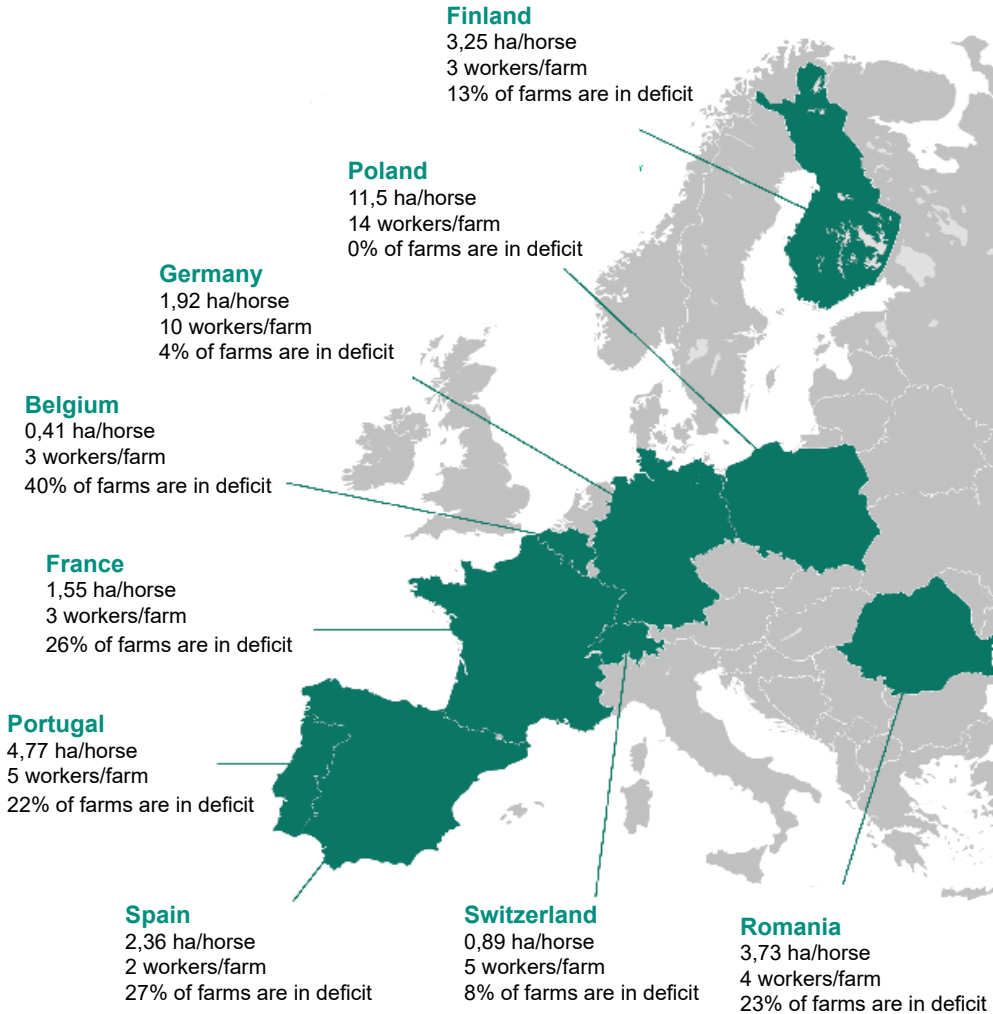 Finland
3,25 ha/horse
3 workers/farm
13% of farms are in deficit
Poland
11,5 ha/horse
14 workers/farm
0% of farms are in deficit
Germany
1,92 ha/horse
10 workers/farm
4% of farms are in deficit
Belgium
0,41 ha/horse
3 workers/farm
40% of farms are in deficit
France
1,55 ha/horse
3 workers/farm
26% of farms are in deficit
Portugal
4,77 ha/horse
5 workers/farm
22% of farms are in deficit
Spain
2,36 ha/horse
2 workers/farm
27% of farms are in deficit
Switzerland
0,89 ha/horse
5 workers/farm
8% of farms are in deficit
Romania
3,73 ha/horse
4 workers/farm
23% of farms are in deficit